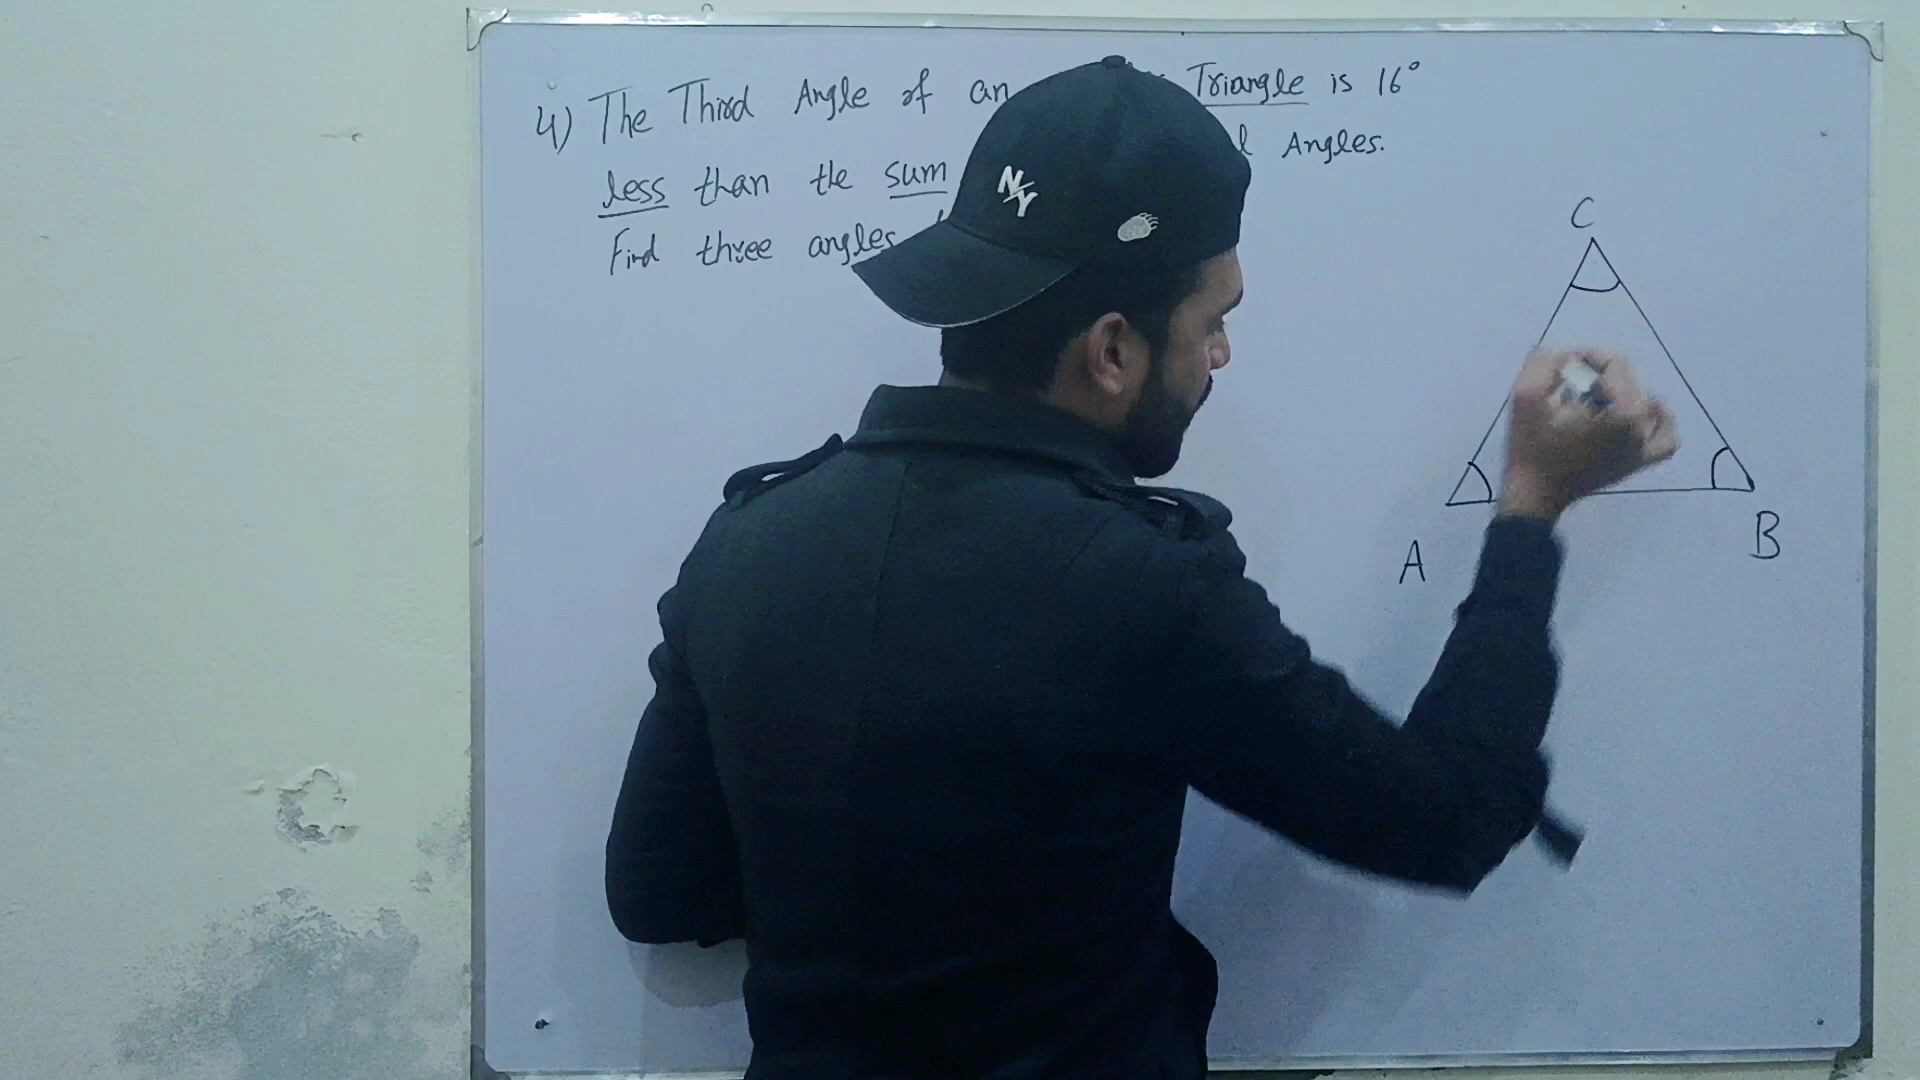 4) The Third Angle of an Triangle is 16°
less than the sum Angles.
Find three angles
C
A
B
NY